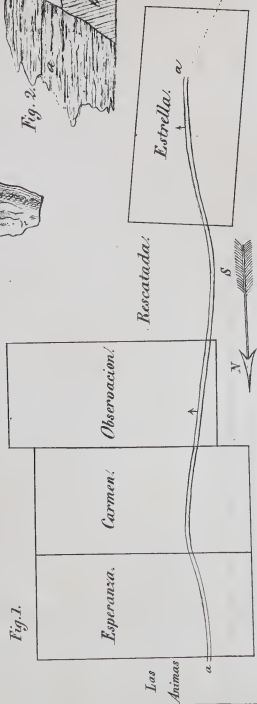 Fig. 1.
Las
Animas
a
Esperanza.
Carmen.
Observacion.
Rescatada.
Estrella.
a
N
S
Fig. 2.
a